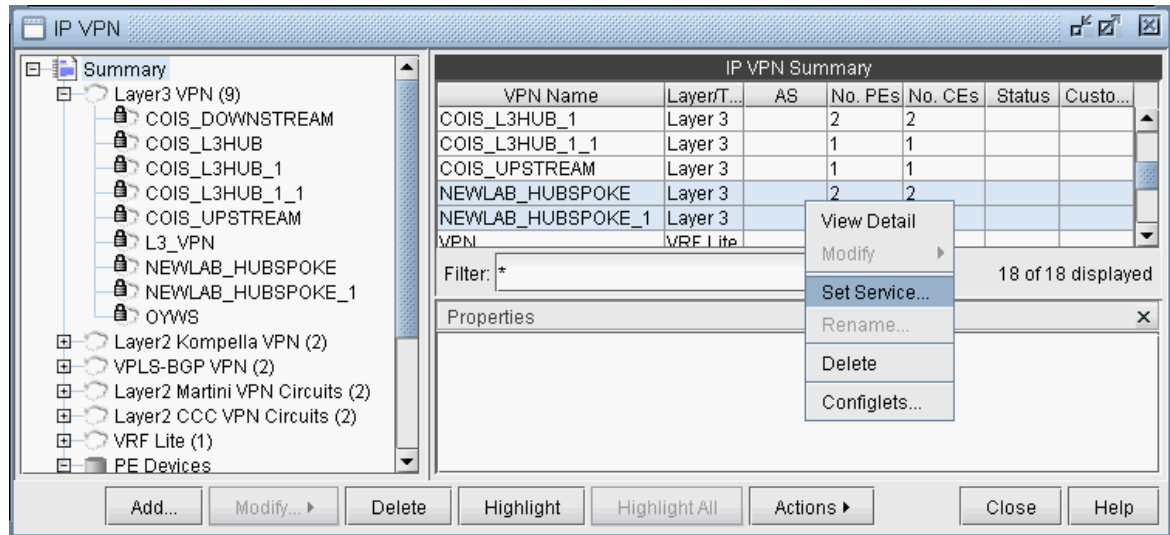 IP VPN
Summary
Layer3 VPN (9)
COIS_DOWNSTREAM
COIS_L3HUB
COIS_L3HUB_1
COIS_L3HUB_1_1
COIS_UPSTREAM
L3_VPN
NEWLAB_HUBSPOKE
NEWLAB_HUBSPOKE_1
OYWS
Layer2 Kompella VPN (2)
VPLS-BGP VPN (2)
Layer2 Martini VPN Circuits (2)
Layer2 CCC VPN Circuits (2)
VRF Lite (1)
PE Devices
IP VPN Summary
VPN Name Layer/T... AS No. PEs No. CEs Status Custo...
COIS_L3HUB_1 Layer 3 2 2
COIS_L3HUB_1_1 Layer 3 1 1
COIS_UPSTREAM Layer 3 1 1
NEWLAB_HUBSPOKE Layer 3 2 2
NEWLAB_HUBSPOKE_1 Layer 3
VPN VRF Lite
Filter: * 18 of 18 displayed
Properties
View Detail
Modify
Set Service...
Rename...
Delete
Configlets...
Add... Modify... Delete Highlight Highlight All Actions Close Help